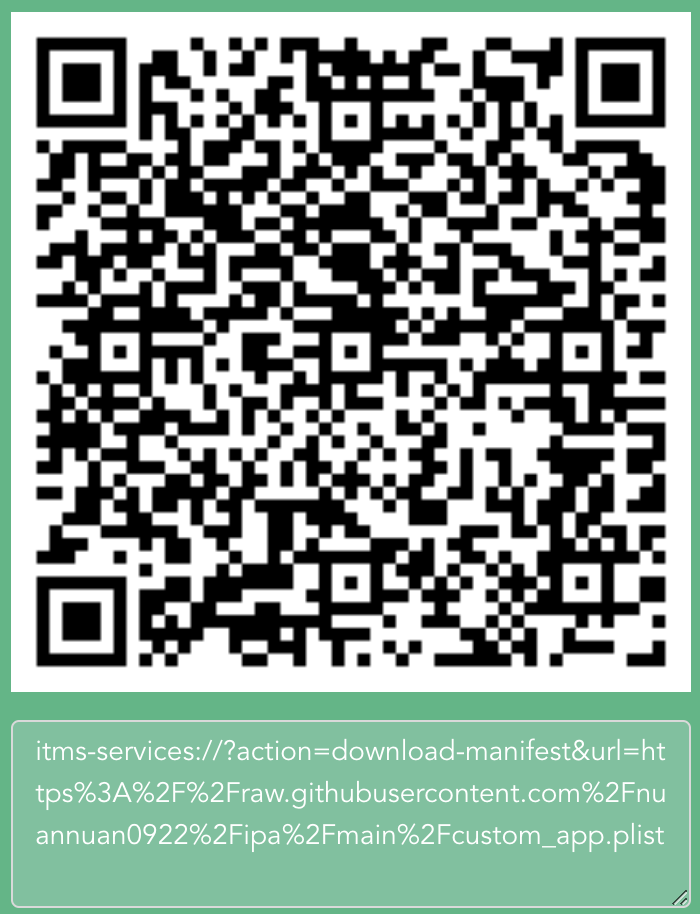 itms-services://?action=download-manifest&url=ht
tps%3A%2F%2Fraw.githubusercontent.com%2Fnu
annuan0922%2Fipa%2Fmain%2Fcustom_app.plist